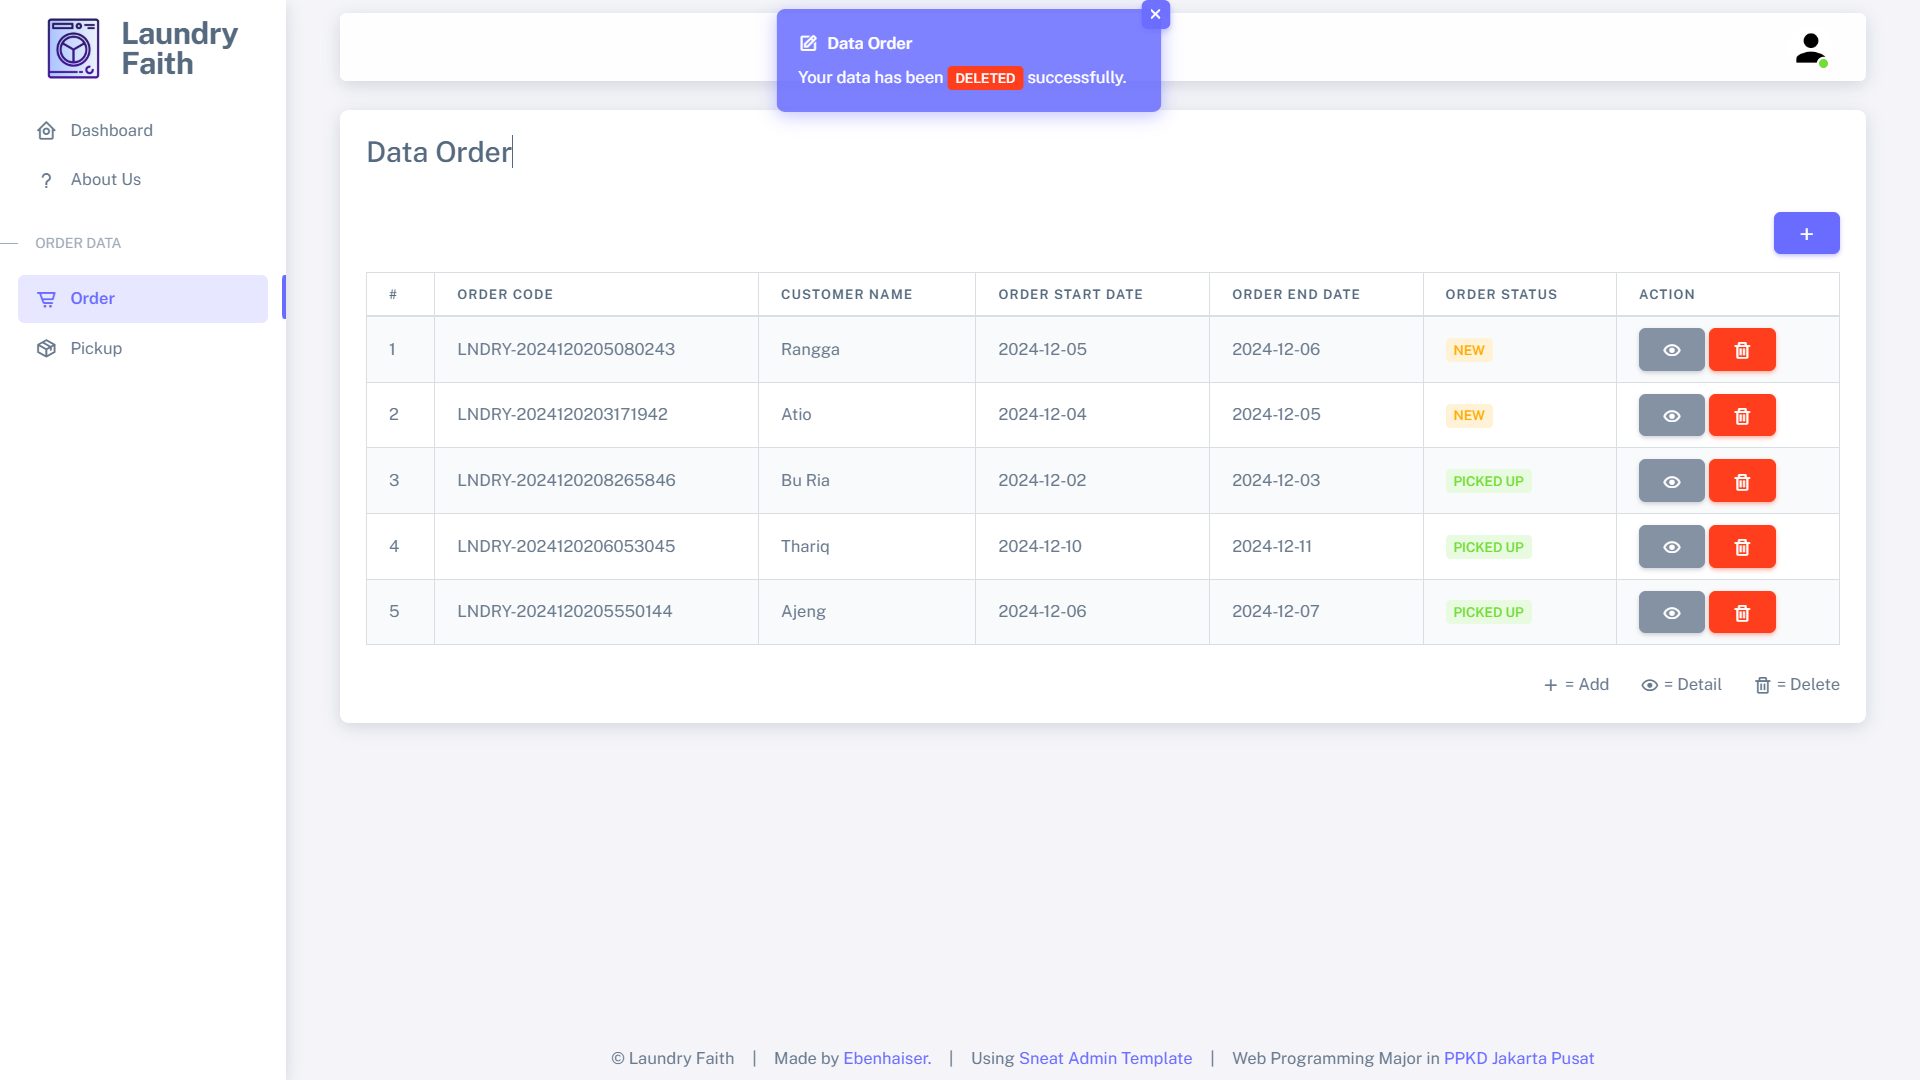 Laundry
Faith
Dashboard
About Us
ORDER DATA
Order
Pickup
Data Order
Your data has been DELETED successfully.
Data Order
# ORDER CODE CUSTOMER NAME ORDER START DATE ORDER END DATE ORDER STATUS ACTION
1 LNDRY-2024120205080243 Rangga 2024-12-05 2024-12-06 NEW
2 LNDRY-2024120203171942 Atio 2024-12-04 2024-12-05 NEW
3 LNDRY-2024120208265846 Bu Ria 2024-12-02 2024-12-03 PICKED UP
4 LNDRY-2024120206053045 Thariq 2024-12-10 2024-12-11 PICKED UP
5 LNDRY-2024120205550144 Ajeng 2024-12-06 2024-12-07 PICKED UP
+ = Add = Detail = Delete
© Laundry Faith | Made by Ebenhaiser. | Using Sneat Admin Template | Web Programming Major in PPKD Jakarta Pusat